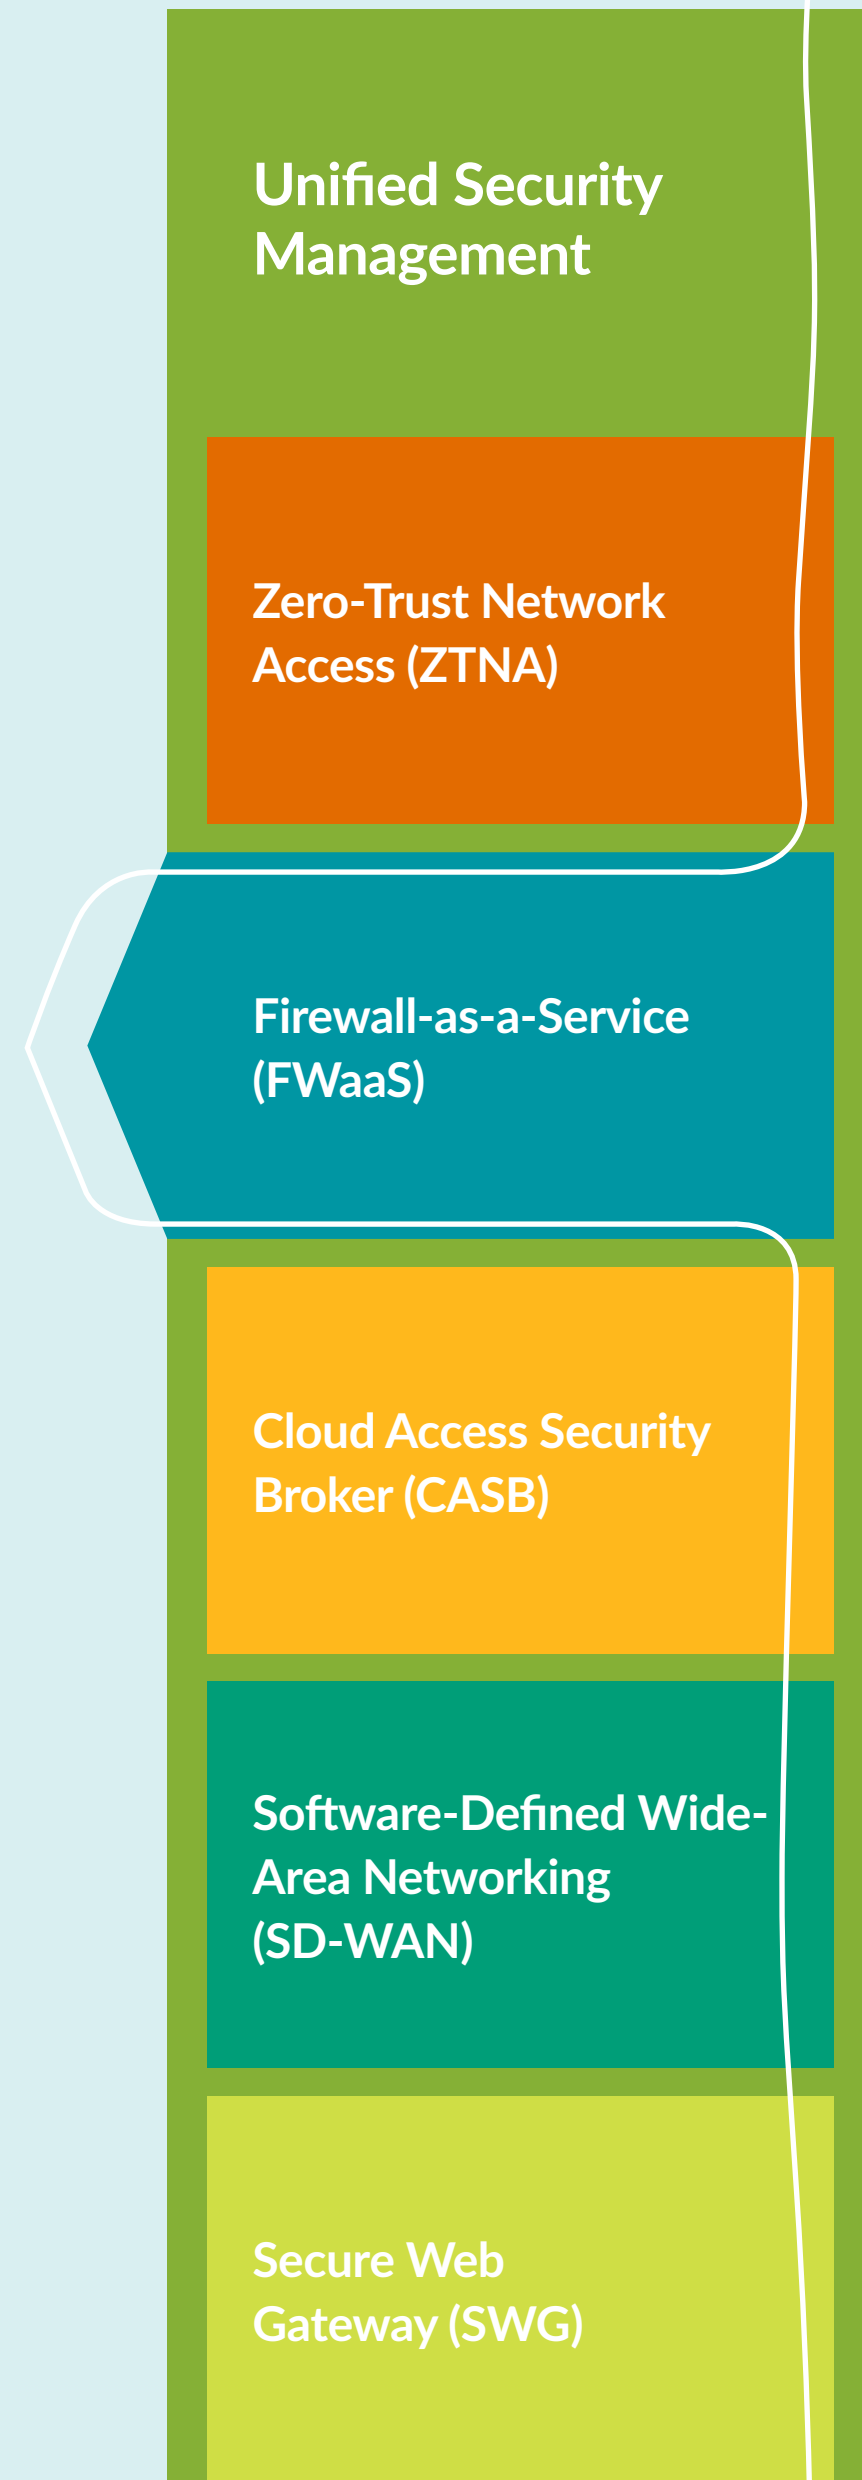 Unified Security
Management
Zero-Trust Network
Access (ZTNA)
Firewall-as-a-Service
(FWaaS)
Cloud Access Security
Broker (CASB)
Software-Defined Wide-
Area Networking
(SD-WAN)
Secure Web
Gateway (SWG)